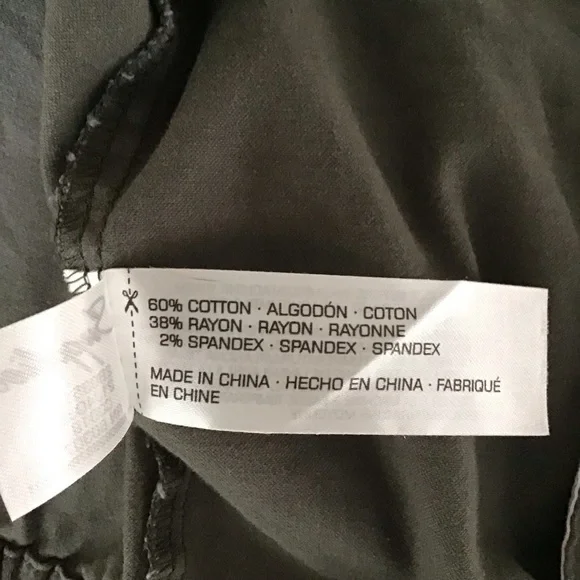 60% COTTON · ALGODÓN · COTON
38% RAYON · RAYON · RAYONNE
2% SPANDEX · SPANDEX · SPANDEX
MADE IN CHINA · HECHO EN CHINA · FABRIQUÉ
EN CHINE